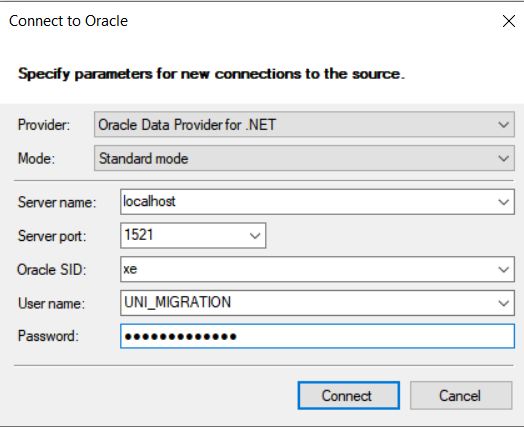 Connect to Oracle
Specify parameters for new connections to the source.
Provider: Oracle Data Provider for .NET
Mode: Standard mode
Server name: localhost
Server port: 1521
Oracle SID: xe
User name: UNI_MIGRATION
Password: ●●●●●●●●●●●●●
Connect Cancel